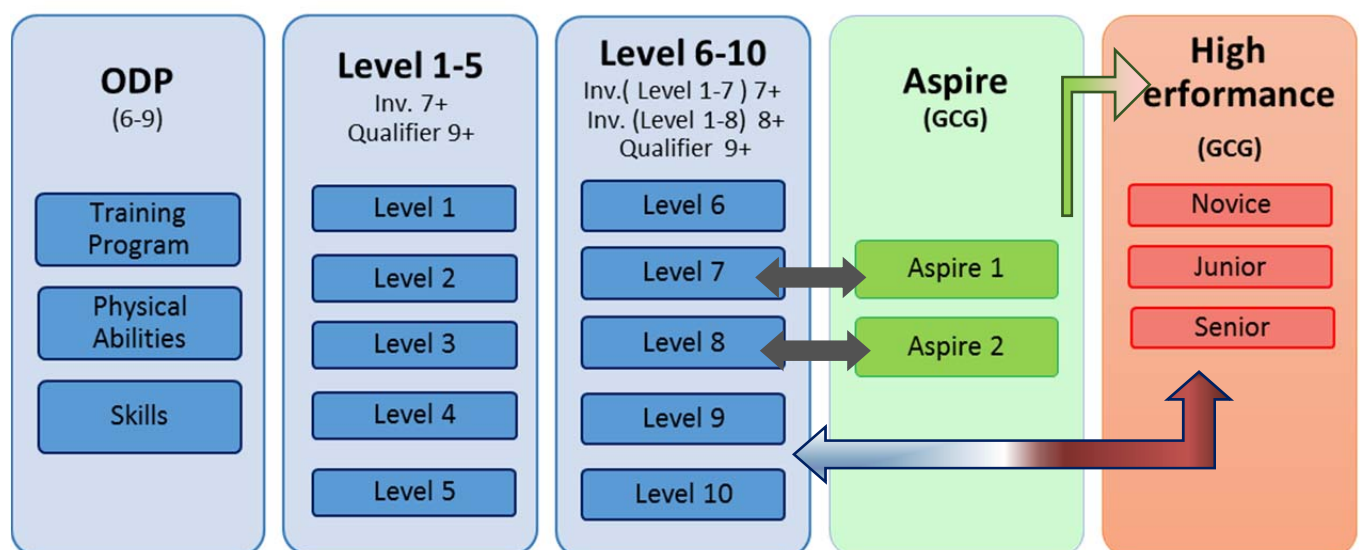 ODP
(6-9)
Training
Program
Physical
Abilities
Skills
Level 1-5
Inv. 7+
Qualifier 9+
Level 1
Level 2
Level 3
Level 4
Level 5
Level 6-10
Inv.( Level 1-7 ) 7+
Inv. (Level 1-8) 8+
Qualifier 9+
Level 6
Level 7
Level 8
Level 9
Level 10
Aspire
(GCG)
Aspire 1
Aspire 2
High
erformance
(GCG)
Novice
Junior
Senior